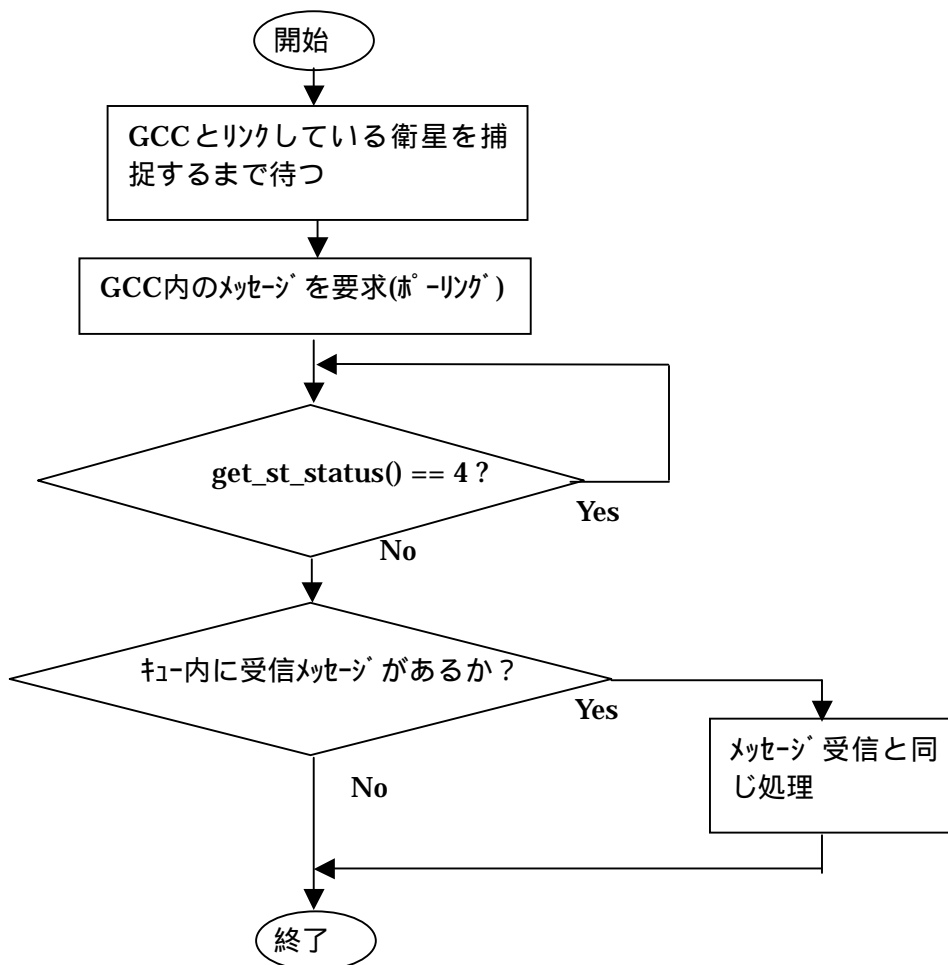 開始
GCCとﾘﾝｸしている衛星を捕
捉するまで待つ
GCC内のﾒｯｾｰｼﾞを要求(ﾎﾟｰﾘﾝｸﾞ)
get_st_status() == 4 ?
Yes
No
ｷｭｰ内に受信ﾒｯｾｰｼﾞがあるか？
Yes
ﾒｯｾｰｼﾞ受信と同
じ処理
No
終了